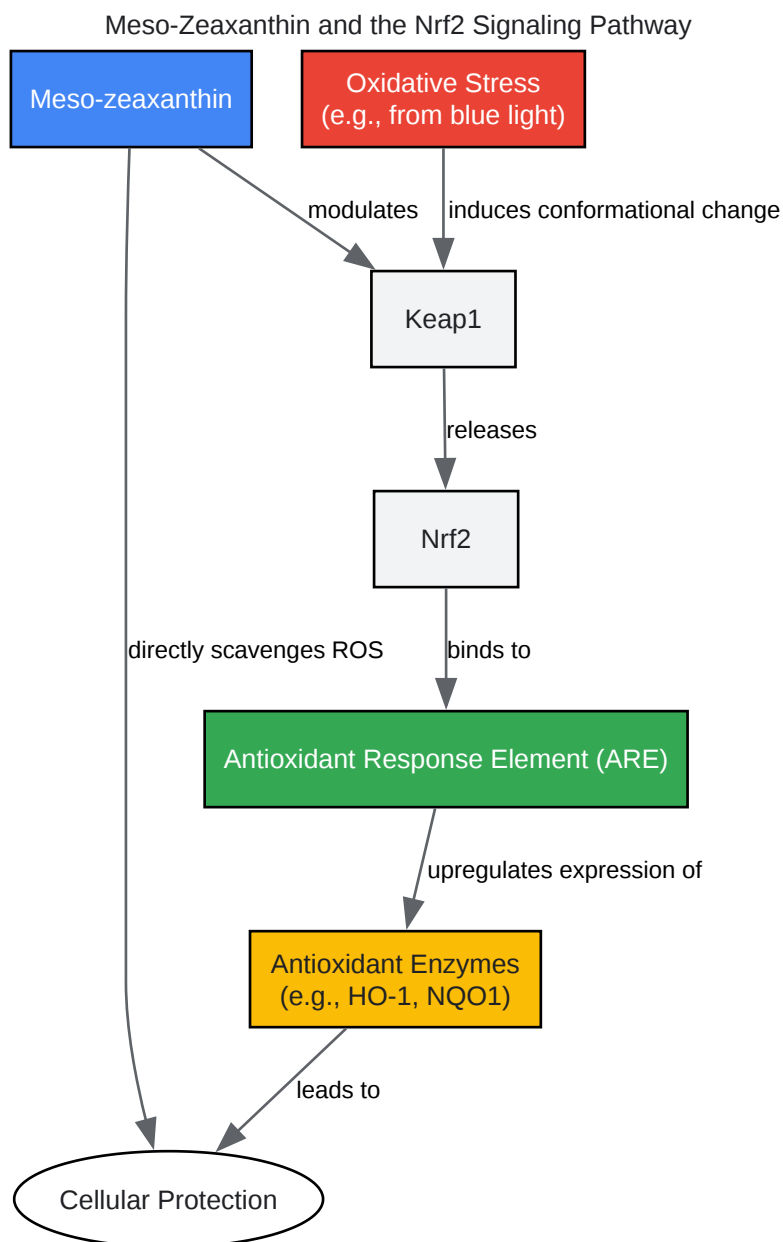 Meso-Zeaxanthin and the Nrf2 Signaling Pathway
Meso-zeaxanthin
Oxidative Stress
(e.g., from blue light)
modulates
induces conformational change
Keap1
releases
Nrf2
directly scavenges ROS
binds to
Antioxidant Response Element (ARE)
upregulates expression of
Antioxidant Enzymes
(e.g., HO-1, NQO1)
leads to
Cellular Protection